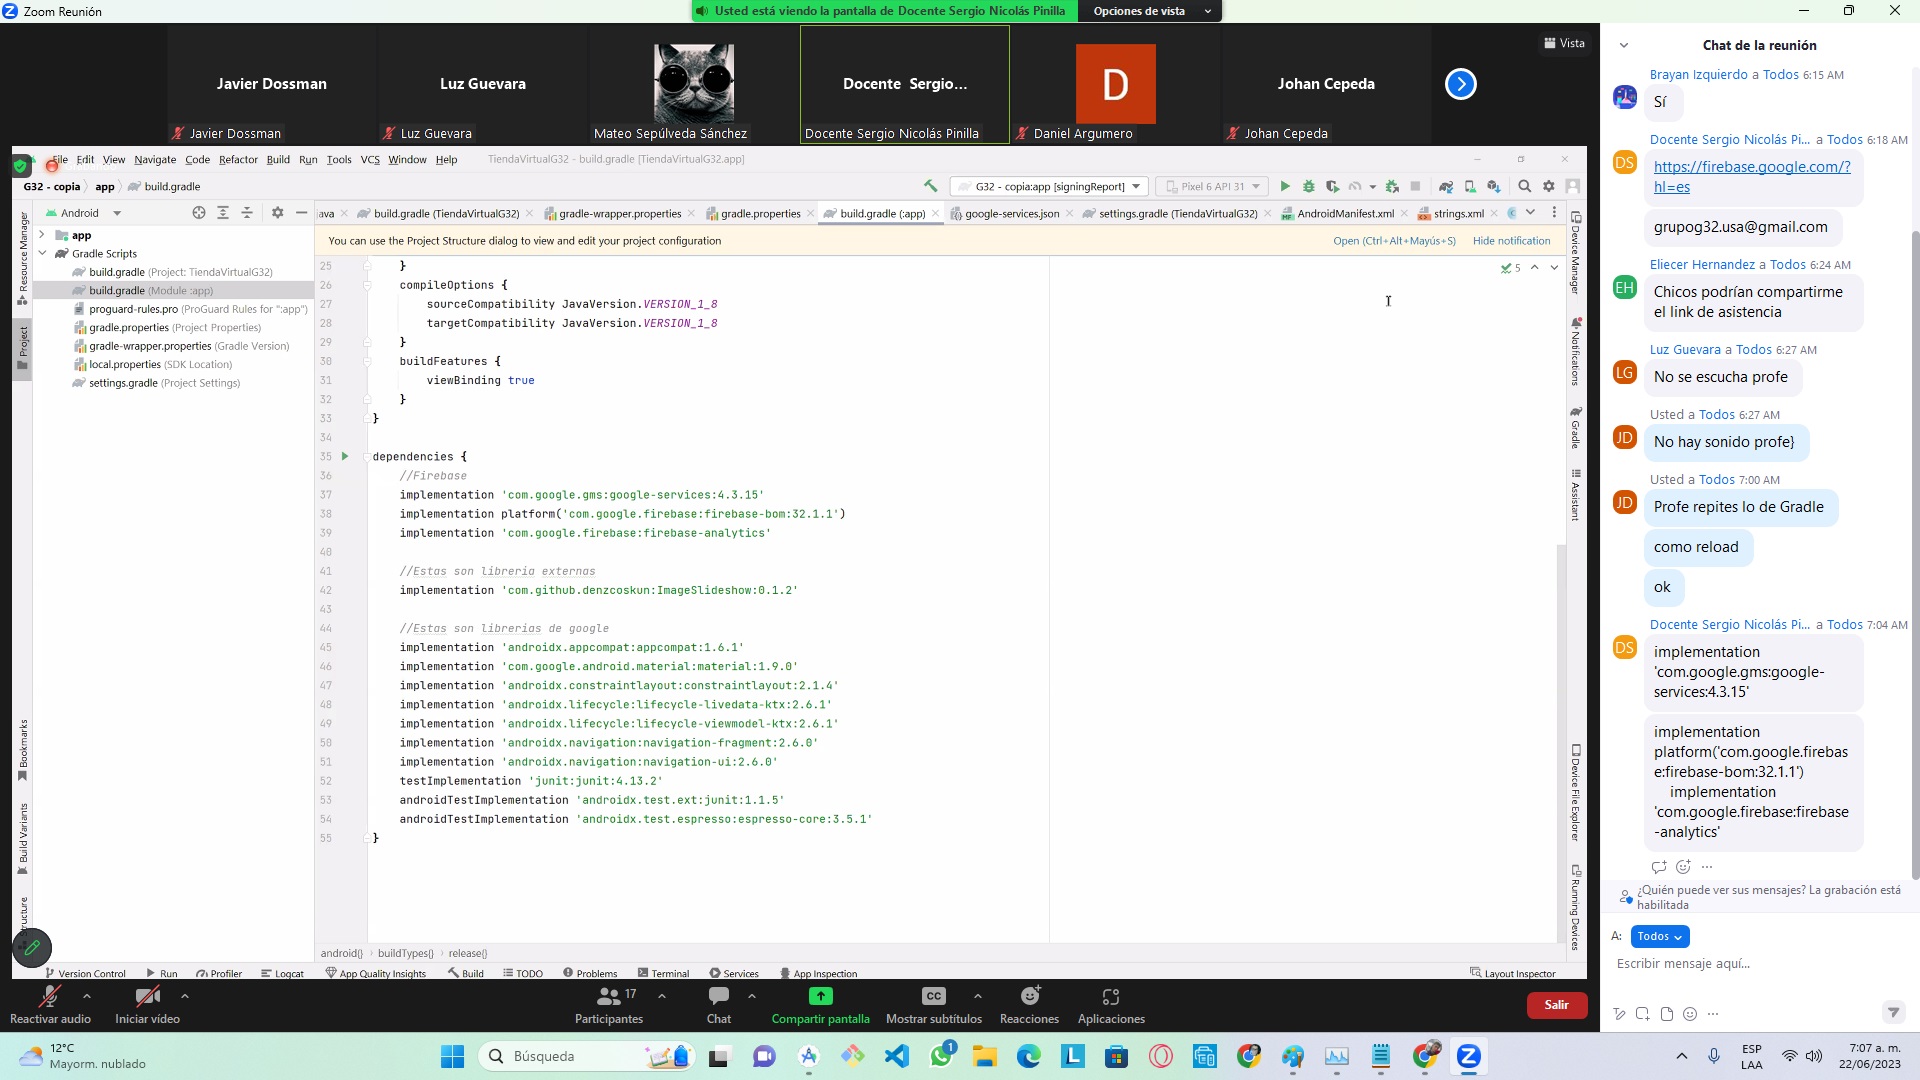 Zoom Reunión
Usted está viendo la pantalla de Docente Sergio Nicolás Pinilla
Opciones de vista
Vista
Javier Dossman
Luz Guevara
Docente Sergio...
D
Johan Cepeda
Javier Dossman
Luz Guevara
Mateo Sepúlveda Sánchez
Docente Sergio Nicolás Pinilla
Daniel Argumero
Johan Cepeda
File Edit View Navigate Code Refactor Build Run Tools VCS Window Help
TiendaVirtualG32 - build.gradle [TiendaVirtualG32.app]
G32 - copia
app
build.gradle
G32 - copia:app [signingReport]
Pixel 6 API 31
Android
ava
build.gradle (TiendaVirtualG32)
gradle-wrapper.properties
gradle.properties
build.gradle (:app)
google-services.json
settings.gradle (TiendaVirtualG32)
AndroidManifest.xml
strings.xml
You can use the Project Structure dialog to view and edit your project configuration
Open (Ctrl+Alt+Mayús+S)
Hide notification
app
Gradle Scripts
build.gradle (Project: TiendaVirtualG32)
build.gradle (Module :app)
proguard-rules.pro (ProGuard Rules for ":app")
gradle.properties (Project Properties)
gradle-wrapper.properties (Gradle Version)
local.properties (SDK Location)
settings.gradle (Project Settings)
Resource Manager
Project
Bookmarks
Build Variants
5
25 }
26 compileOptions {
27 sourceCompatibility JavaVersion.VERSION_1_8
28 targetCompatibility JavaVersion.VERSION_1_8
29 }
30 buildFeatures {
31 viewBinding true
32 }
33 }
34
35 dependencies {
36 //Firebase
37 implementation 'com.google.gms:google-services:4.3.15'
38 implementation platform('com.google.firebase:firebase-bom:32.1.1')
39 implementation 'com.google.firebase:firebase-analytics'
40
41 //Estas son libreria externas
42 implementation 'com.github.denzcoskun:ImageSlideshow:0.1.2'
43
44 //Estas son librerias de google
45 implementation 'androidx.appcompat:appcompat:1.6.1'
46 implementation 'com.google.android.material:material:1.9.0'
47 implementation 'androidx.constraintlayout:constraintlayout:2.1.4'
48 implementation 'androidx.lifecycle:lifecycle-livedata-ktx:2.6.1'
49 implementation 'androidx.lifecycle:lifecycle-viewmodel-ktx:2.6.1'
50 implementation 'androidx.navigation:navigation-fragment:2.6.0'
51 implementation 'androidx.navigation:navigation-ui:2.6.0'
52 testImplementation 'junit:junit:4.13.2'
53 androidTestImplementation 'androidx.test.ext:junit:1.1.5'
54 androidTestImplementation 'androidx.test.espresso:espresso-core:3.5.1'
55 }
Device Manager
Notifications
Gradle
Assistant
Device File Explorer
Running Devices
android{} buildTypes{} release{}
Version Control Run Profiler Logcat App Quality Insights Build TODO Problems Terminal Services App Inspection
Layout Inspector
Reactivar audio
Iniciar vídeo
17
Participantes
Chat
Compartir pantalla
CC
Mostrar subtítulos
Reacciones
Aplicaciones
Salir
Chat de la reunión
Brayan Izquierdo a Todos 6:15 AM
Sí
Docente Sergio Nicolás Pi... a Todos 6:18 AM
DS
https://firebase.google.com/?
hl=es
grupog32.usa@gmail.com
Eliecer Hernandez a Todos 6:24 AM
EH
Chicos podrían compartirme
el link de asistencia
Luz Guevara a Todos 6:27 AM
LG
No se escucha profe
Usted a Todos 6:27 AM
JD
No hay sonido profe}
Usted a Todos 7:00 AM
JD
Profe repites lo de Gradle
como reload
ok
Docente Sergio Nicolás Pi... a Todos 7:04 AM
DS
implementation
'com.google.gms:google-
services:4.3.15'
implementation
platform('com.google.fireba
e:firebase-bom:32.1.1')
implementation
'com.google.firebase:firebase
-analytics'
¿Quién puede ver sus mensajes? La grabación está
habilitada
A: Todos
Escribir mensaje aquí...
12°C
Mayorm. nublado
Búsqueda
1
ESP
LAA
7:07 a. m.
22/06/2023